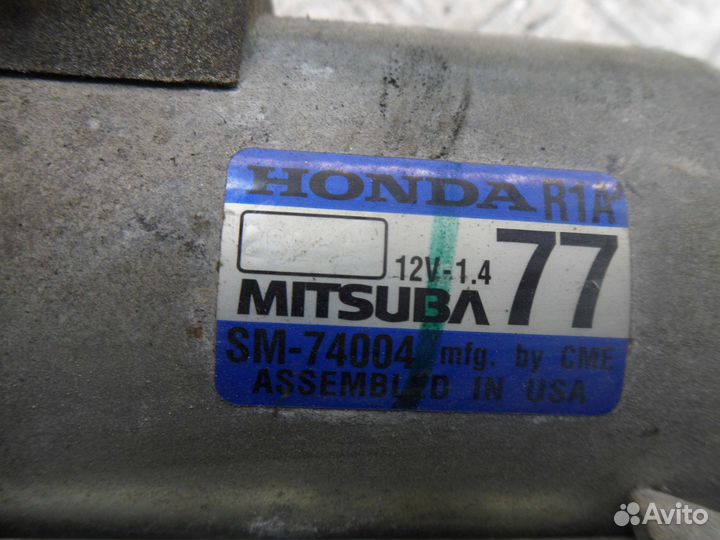 HONDA R1A
12V-1.4 77
MITSUBA
SM-74004 mfg. by CME
ASSEMBLED IN USA
Avito